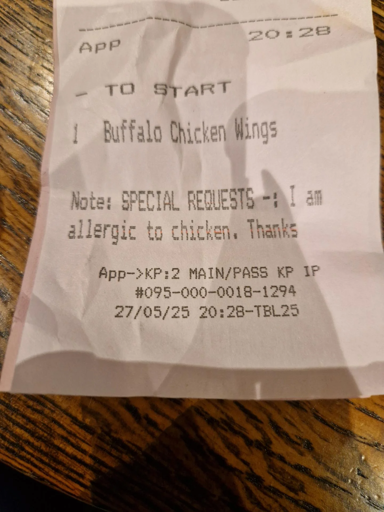 App 20:28
- TO START
1 Buffalo Chicken Wings
Note: SPECIAL REQUESTS -: I am
allergic to chicken. Thanks
App->KP:2 MAIN/PASS KP IP
#095-000-0018-1294
27/05/25 20:28-TBL25